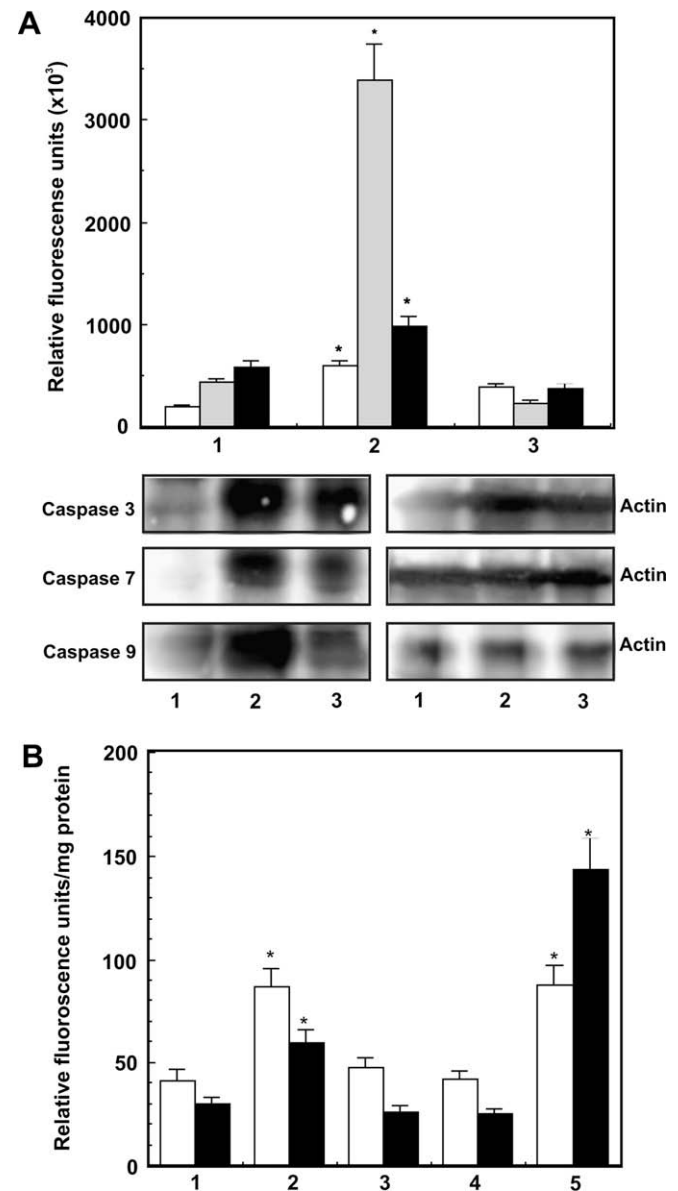 A
Relative fluorescense units (x10³)
4000
3000
2000
1000
0
*
*
*
1 2 3
Caspase 3 Actin
Caspase 7 Actin
Caspase 9 Actin
1 2 3 1 2 3
B
Relative fluoroscence units/mg protein
200
150
100
50
0
*
*
*
*
1 2 3 4 5